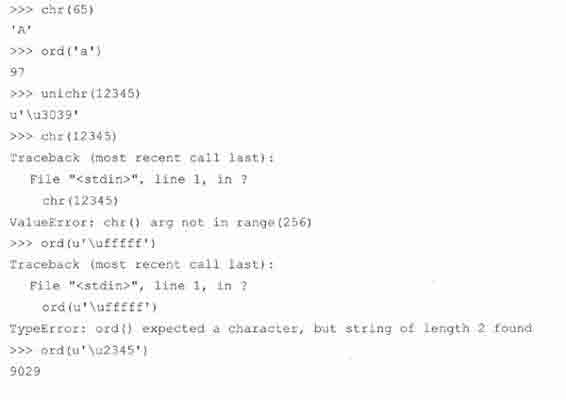 >>> chr(65)
'A'
>>> ord('a')
97
>>> unichr(12345)
u'\u3039'
>>> chr(12345)
Traceback (most recent call last):
File "<stdin>", line 1, in ?
chr(12345)
ValueError: chr() arg not in range(256)
>>> ord(u'\ufffff')
Traceback (most recent call last):
File "<stdin>", line 1, in ?
ord(u'\ufffff')
TypeError: ord() expected a character, but string of length 2 found
>>> ord(u'\u2345')
9029